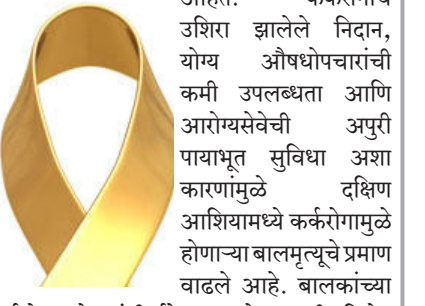 उशिरा झालेले निदान,
योग्य औषधोपचारांची
कमी उपलब्धता आणि
आरोग्यसेवेची अपुरी
पायाभूत सुविधा अशा
कारणांमुळे दक्षिण
आशियामध्ये कर्करोगामुळे
होणाऱ्या बालमृत्यूचे प्रमाण
वाढले आहे. बालकांच्या